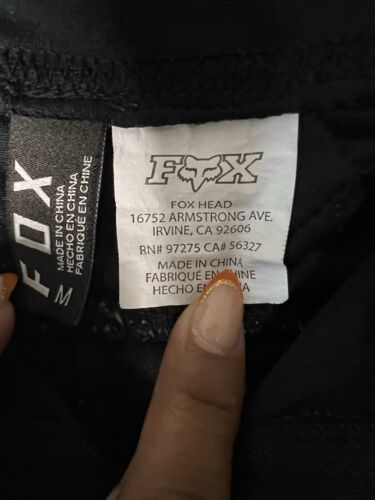 FOX
MADE IN CHINA
HECHO EN CHINA
FABRIQUÉ EN CHINE
M
FOX
FOX HEAD
16752 ARMSTRONG AVE.
IRVINE, CA 92606
RN# 97275 CA# 56327
MADE IN CHINA
FABRIQUÉ EN CHINE
HECHO EN